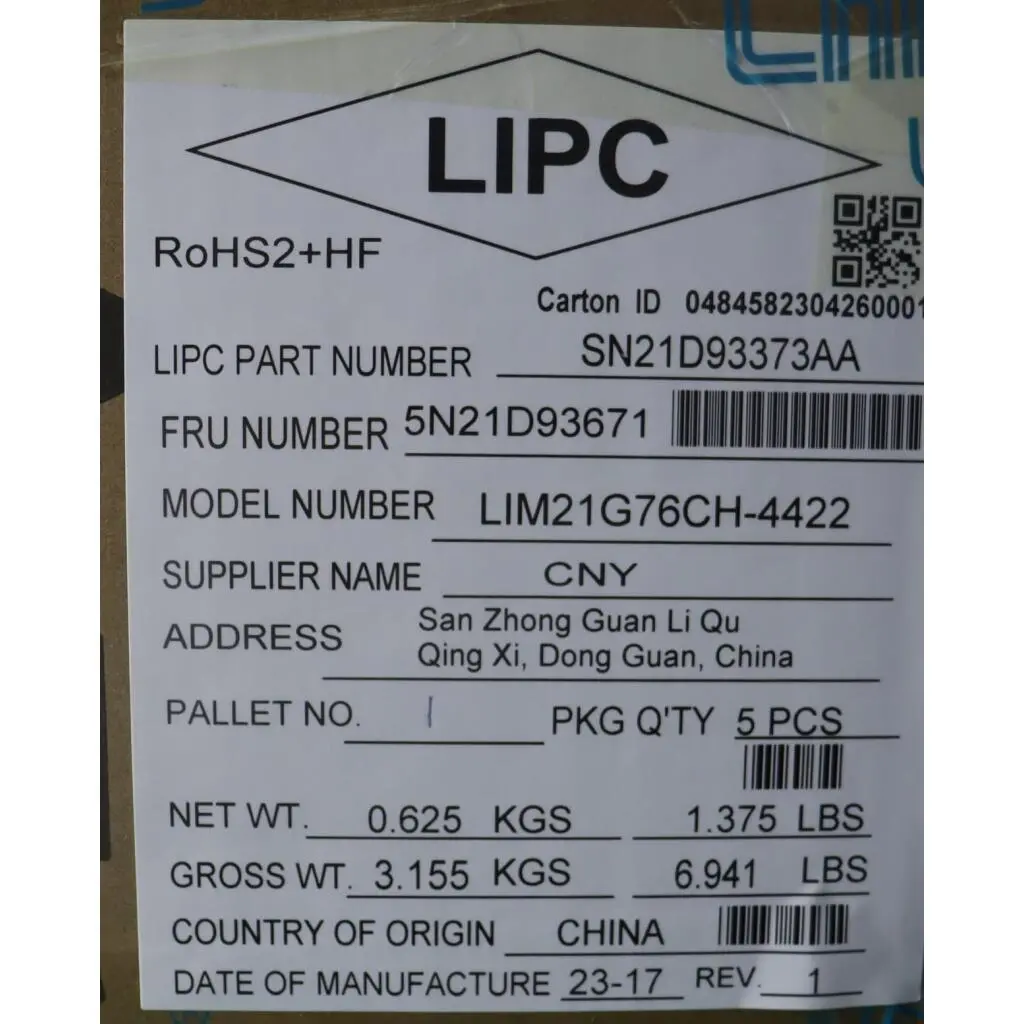 LIPC
RoHS2+HF
Carton ID 0484582304260001
LIPC PART NUMBER SN21D93373AA
FRU NUMBER 5N21D93671
MODEL NUMBER LIM21G76CH-4422
SUPPLIER NAME CNY
ADDRESS San Zhong Guan Li Qu
Qing Xi, Dong Guan, China
PALLET NO. 1 PKG Q'TY 5 PCS
NET WT. 0.625 KGS 1.375 LBS
GROSS WT. 3.155 KGS 6.941 LBS
COUNTRY OF ORIGIN CHINA
DATE OF MANUFACTURE 23-17 REV. 1